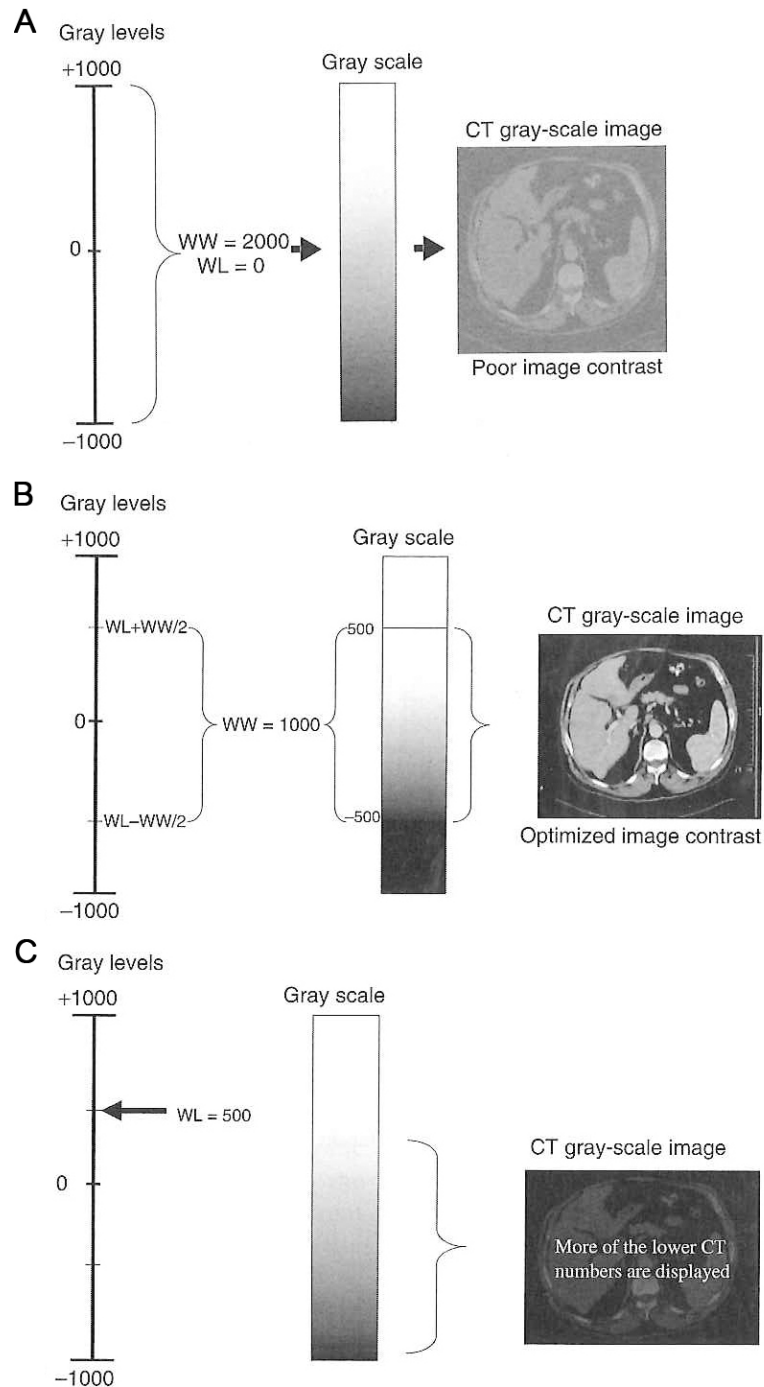 A
Gray levels
+1000
Gray scale
CT gray-scale image
0
WW = 2000
WL = 0
−1000
Poor image contrast
B
Gray levels
+1000
Gray scale
WL+WW/2
500
CT gray-scale image
0
WW = 1000
WL−WW/2
−500
Optimized image contrast
−1000
C
Gray levels
+1000
Gray scale
WL = 500
CT gray-scale image
0
More of the lower CT
numbers are displayed
−1000